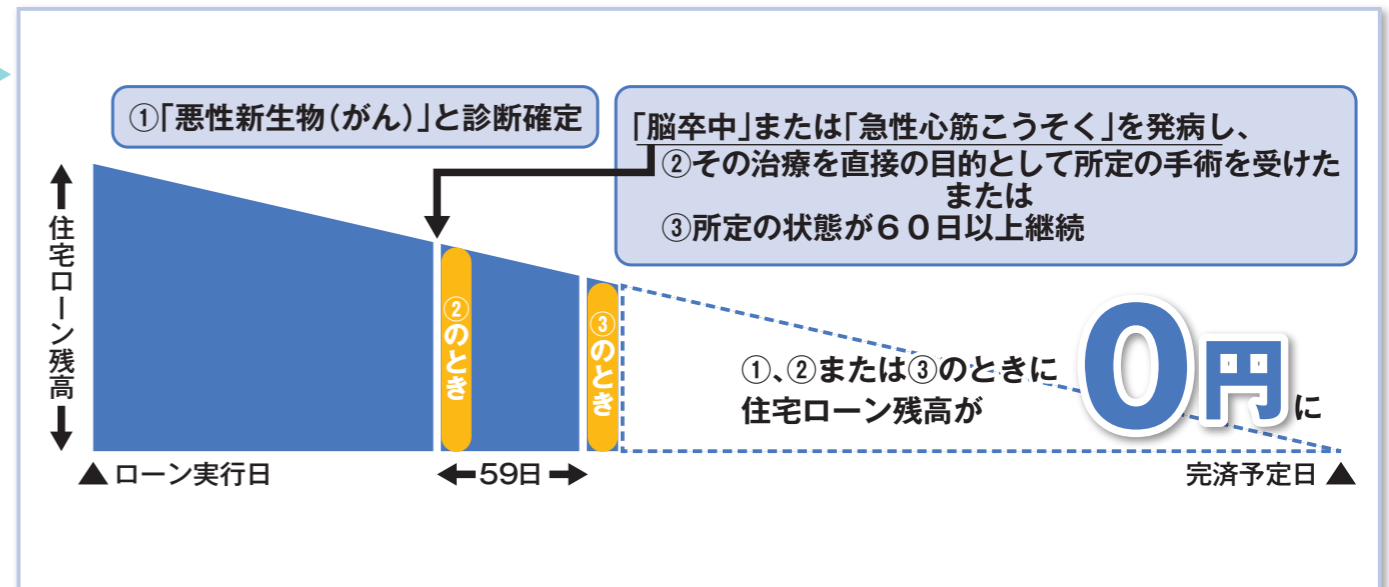 ①「悪性新生物(がん)」と診断確定
「脳卒中」または「急性心筋こうそく」を発病し、
②その治療を直接の目的として所定の手術を受けた
または
③所定の状態が60日以上継続
住宅ローン残高
②のとき
③のとき
①、②または③のときに
住宅ローン残高が
0円に
▲ローン実行日
59日
完済予定日▲